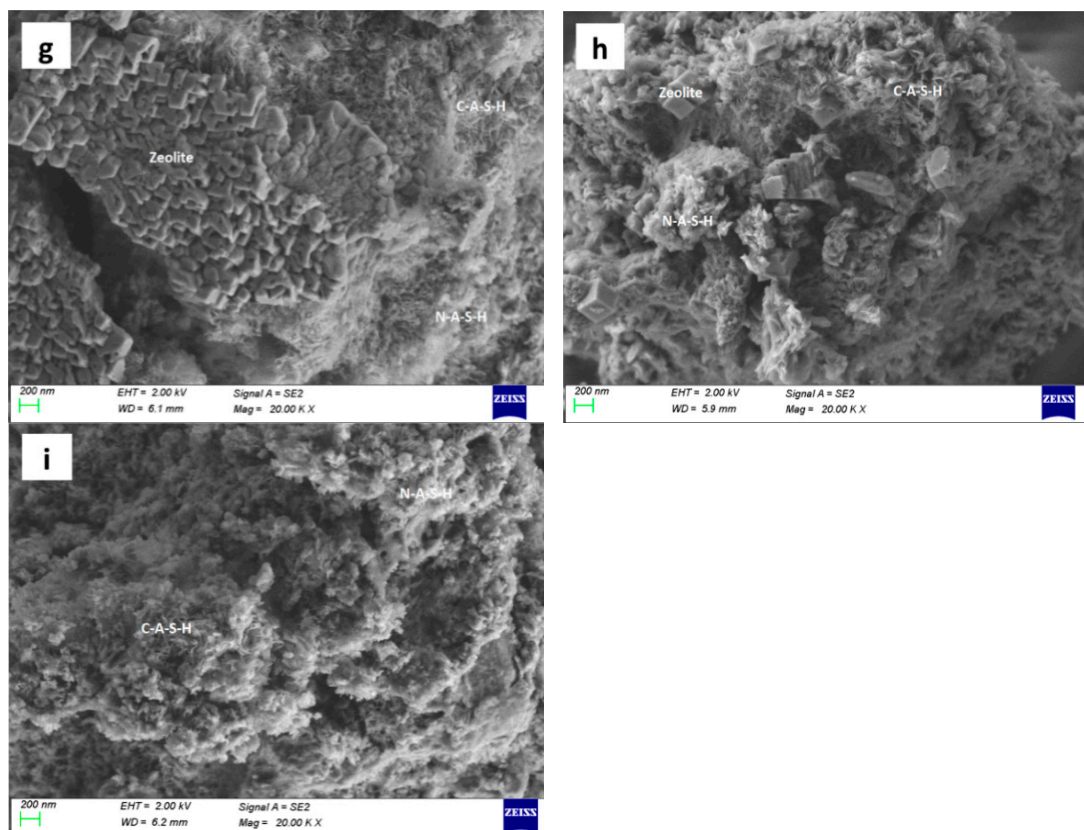 g
C-A-S-H
Zeolite
N-A-S-H
200 nm EHT = 2.00 kV Signal A = SE2 ZEISS
WD = 6.1 mm Mag = 20.00 K X
h
Zeolite C-A-S-H
N-A-S-H
200 nm EHT = 2.00 kV Signal A = SE2 ZEISS
WD = 5.9 mm Mag = 20.00 K X
i
N-A-S-H
C-A-S-H
200 nm EHT = 2.00 kV Signal A = SE2 ZEISS
WD = 6.2 mm Mag = 20.00 K X